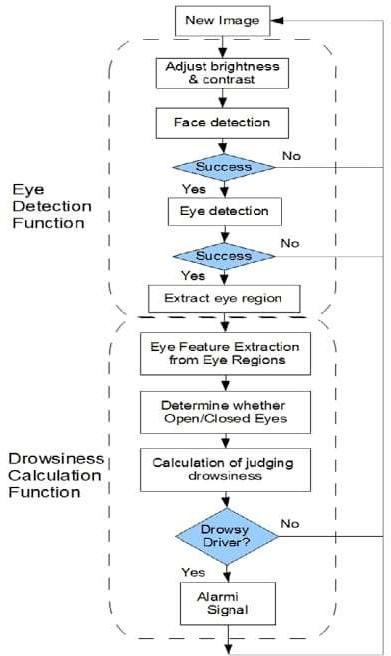 New Image
Adjust brightness
& contrast
Face detection
Success
No
Yes
Eye detection
Success
No
Yes
Extract eye region
Eye
Detection
Function
Eye Feature Extraction
from Eye Regions
Determine whether
Open/Closed Eyes
Calculation of judging
drowsiness
Drowsy
Driver?
No
Yes
Alarmi
Signal
Drowsiness
Calculation
Function